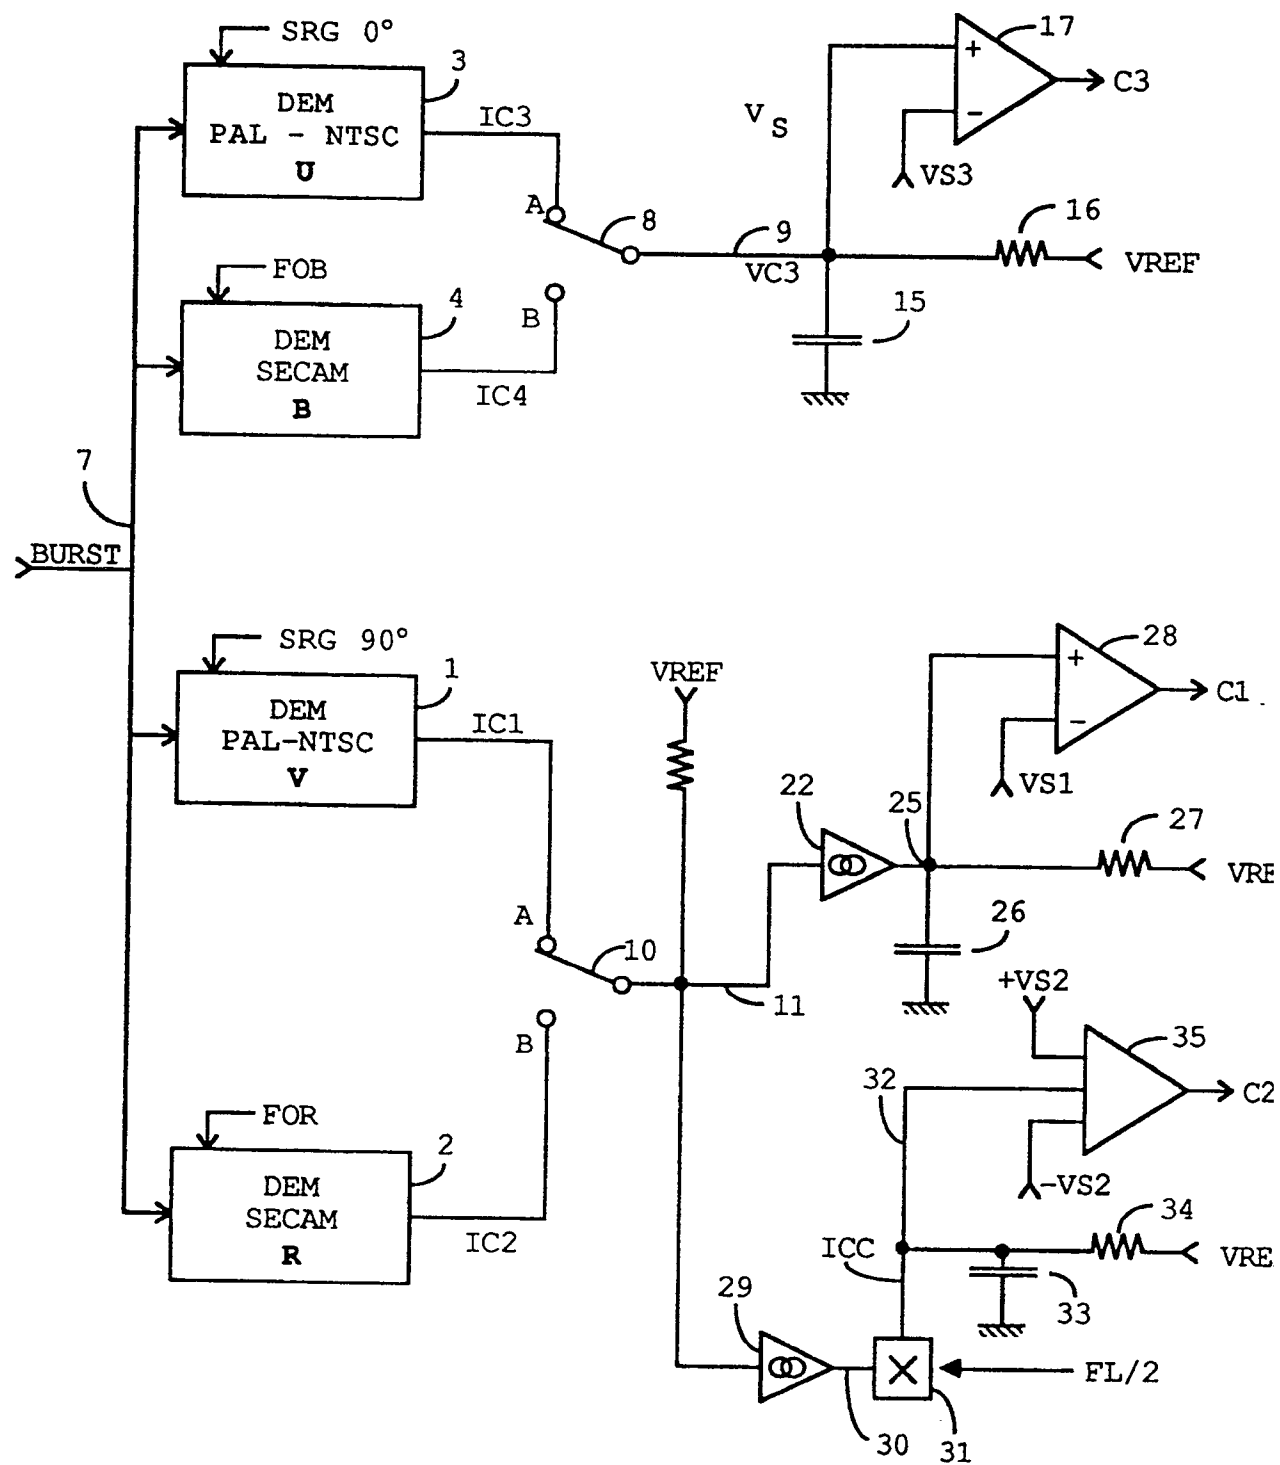 SRG 0°
3
DEM
PAL - NTSC
U
IC3
A
8
FOB
4
DEM
SECAM
B
IC4
B
9
VC3
V S
17
+
-
C3
VS3
16
VREF
15
7
BURST
SRG 90°
1
DEM
PAL-NTSC
V
IC1
A
10
B
FOR
2
DEM
SECAM
R
IC2
VREF
11
22
25
28
+
-
C1
VS1
27
VRE
26
+VS2
35
32
C2
-VS2
34
ICC
VRE
33
29
30
31
FL/2